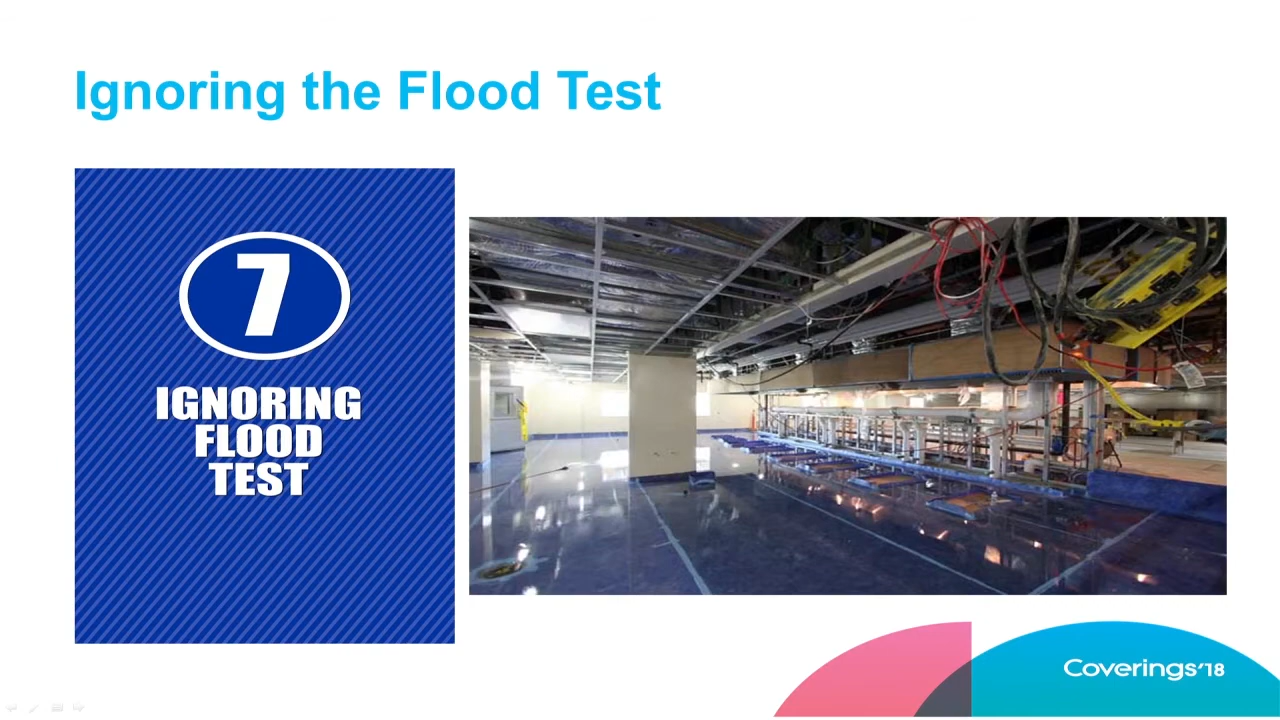 Ignoring the Flood Test
7
IGNORING
FLOOD
TEST
Coverings'18